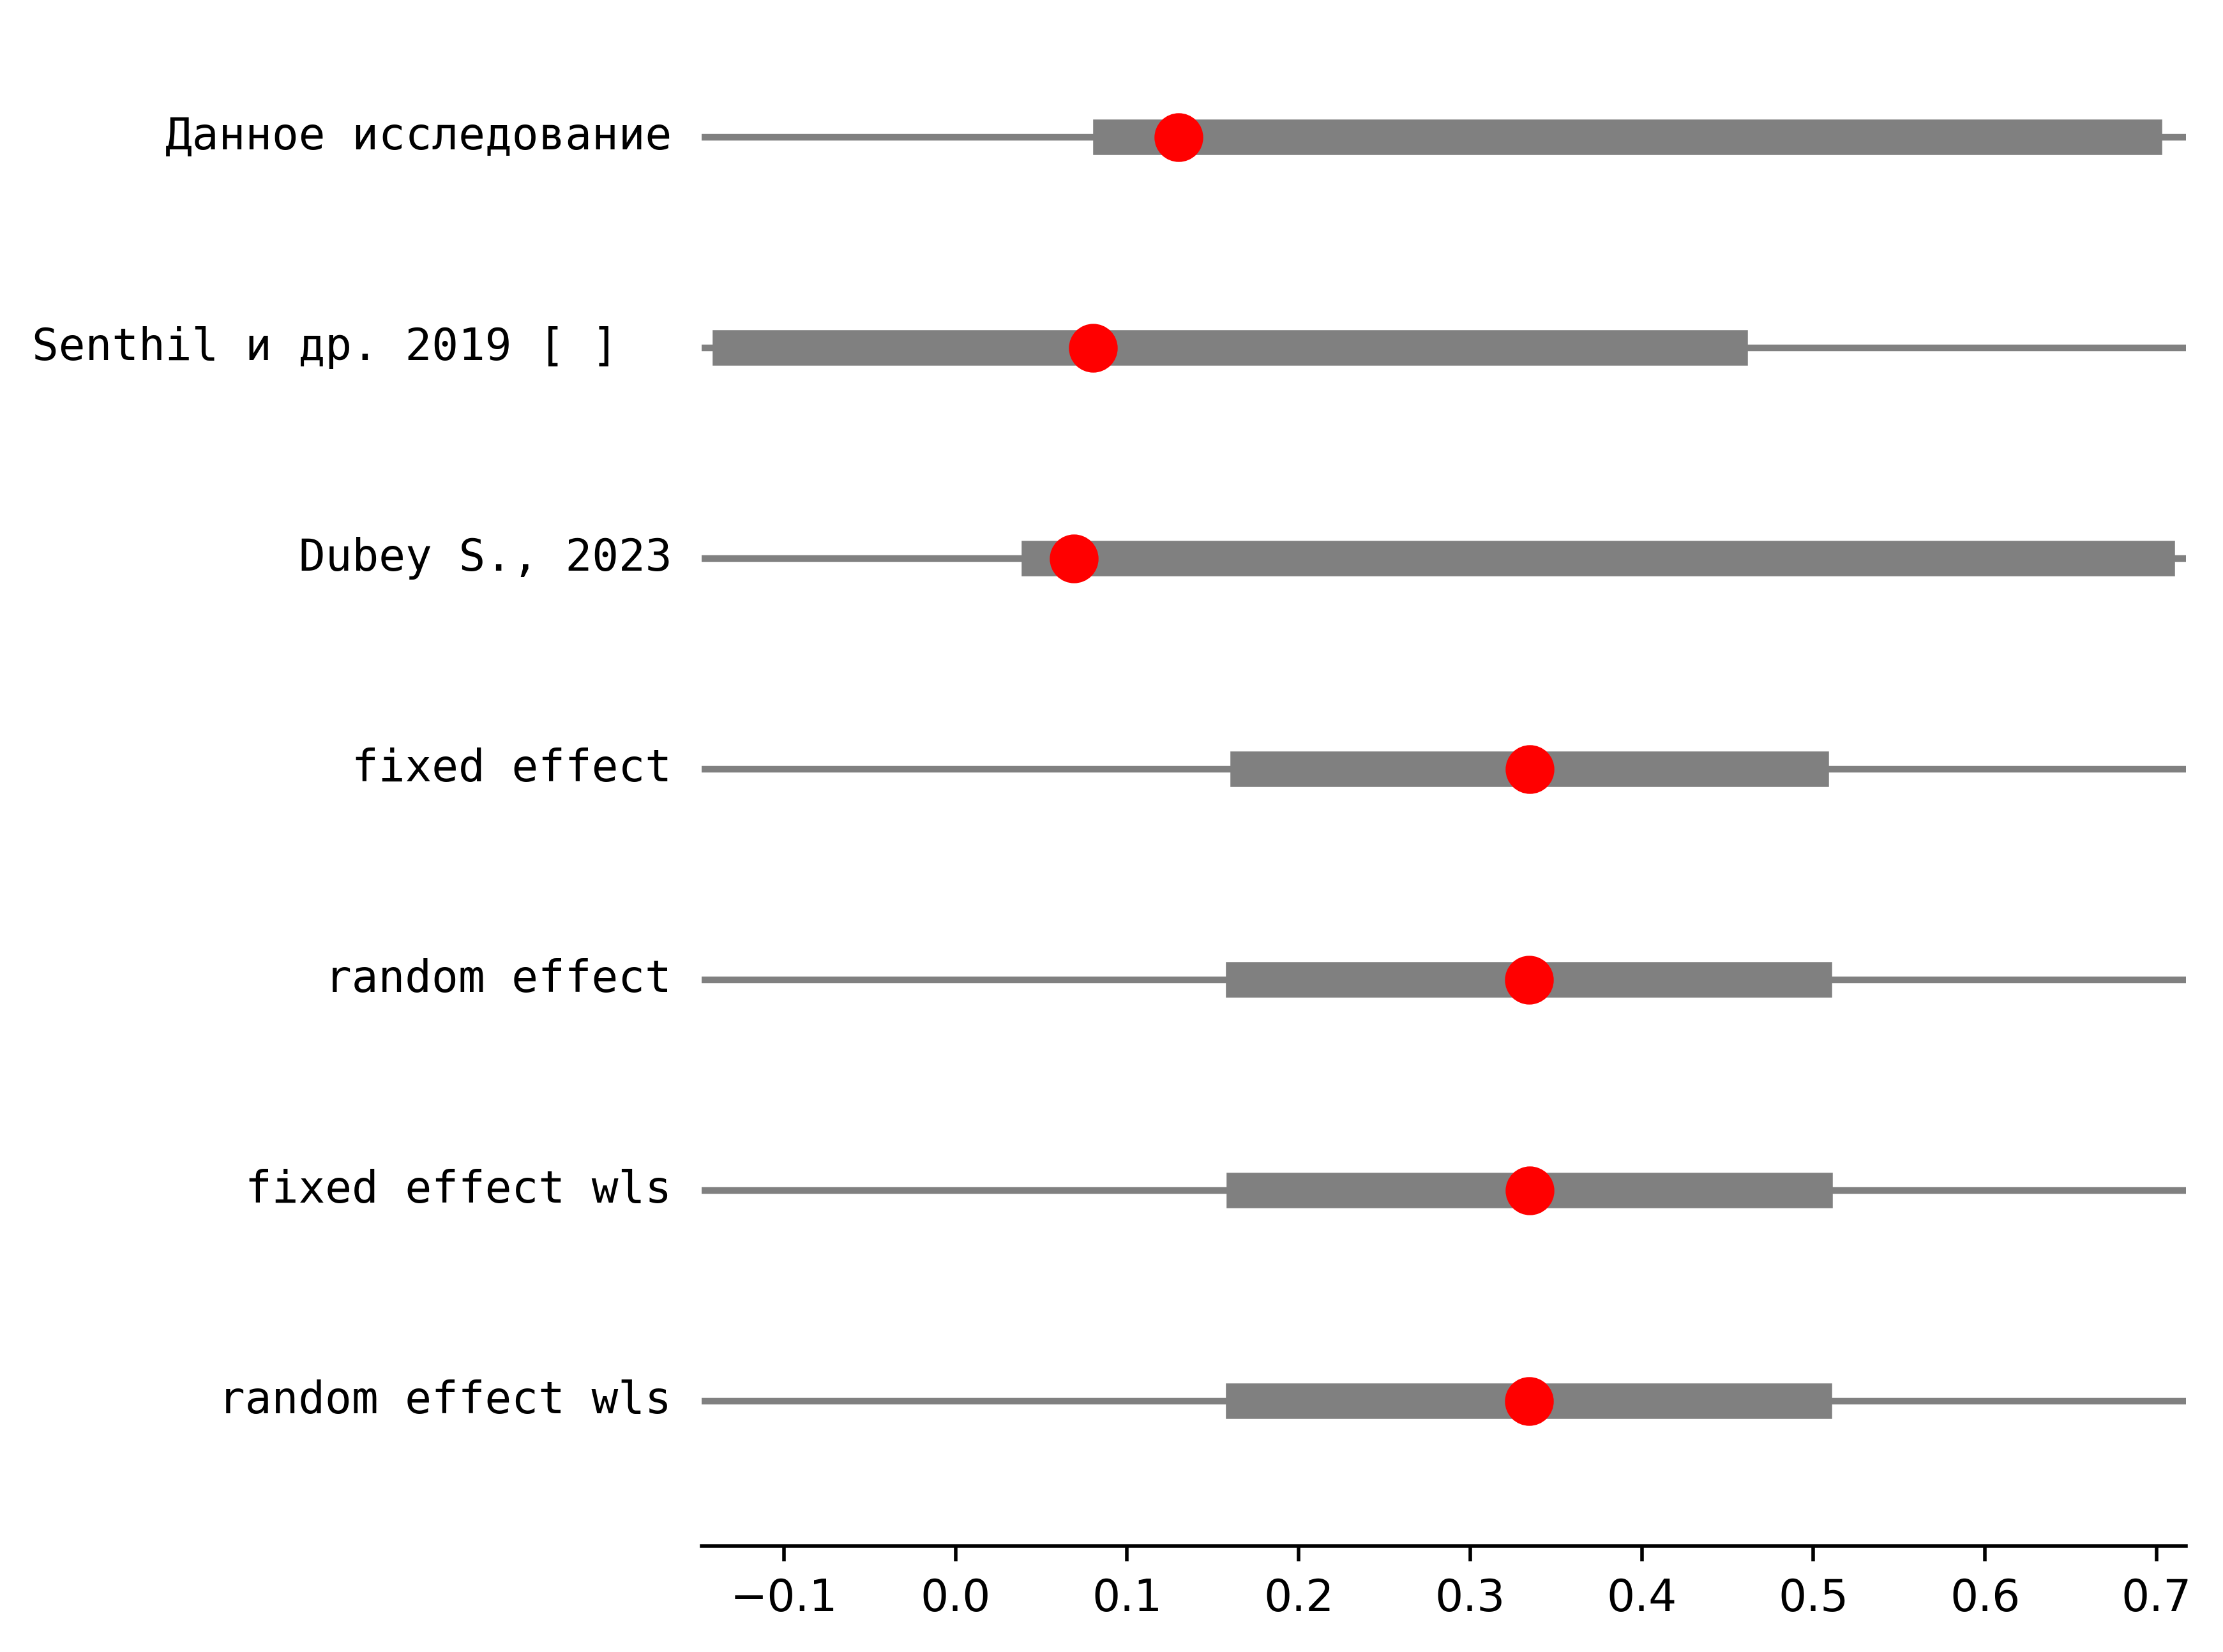 Данное исследование
Senthil и др. 2019 [ ]
Dubey S., 2023
fixed effect
random effect
fixed effect wls
random effect wls
−0.1 0.0 0.1 0.2 0.3 0.4 0.5 0.6 0.7